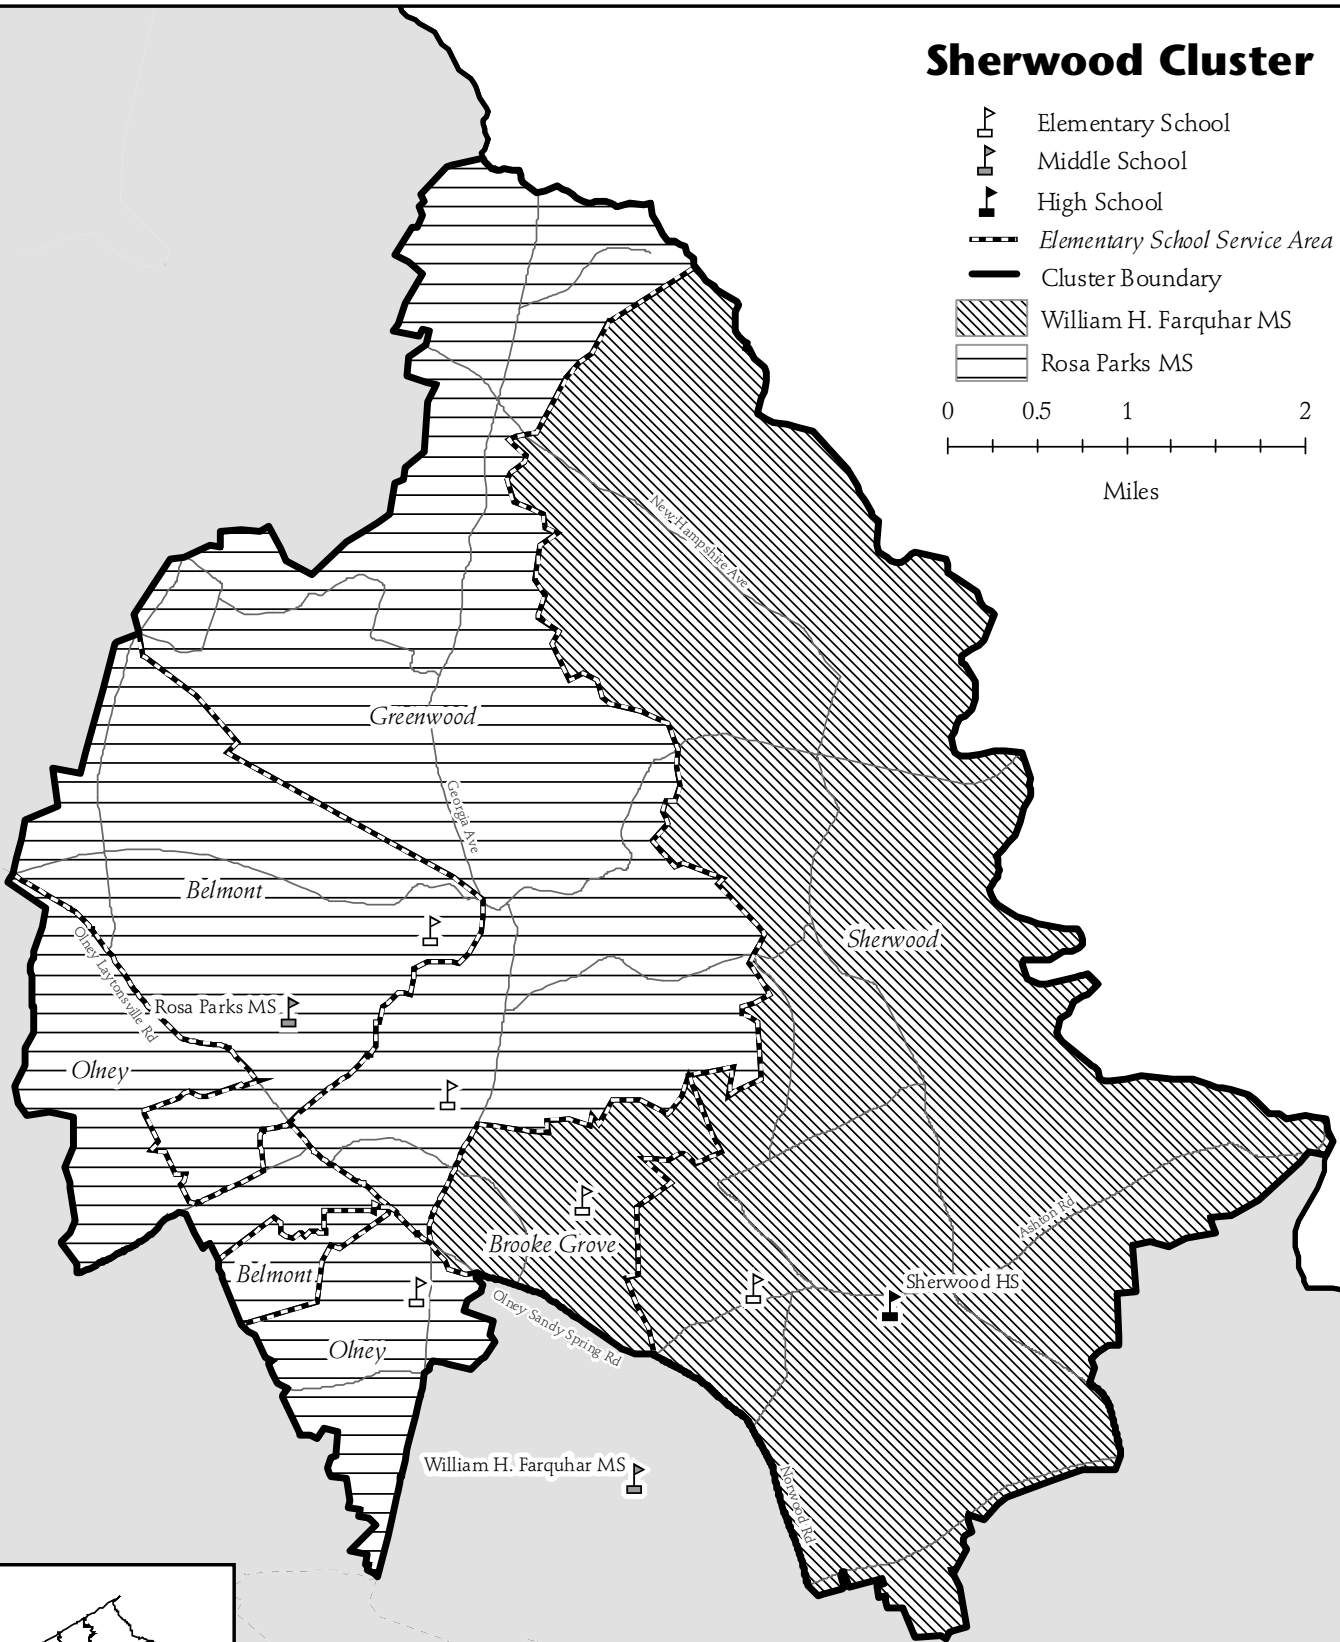 Sherwood Cluster
Elementary School
Middle School
High School
Elementary School Service Area
Cluster Boundary
William H. Farquhar MS
Rosa Parks MS
0 0.5 1 2
Miles
New Hampshire Ave
Greenwood
Georgia Ave
Belmont
Sherwood
Olney Laytonsville Rd
Rosa Parks MS
Olney
Ashton Rd
Brooke Grove
Belmont
Sherwood HS
Olney Sandy Spring Rd
Olney
William H. Farquhar MS
Norwood Rd